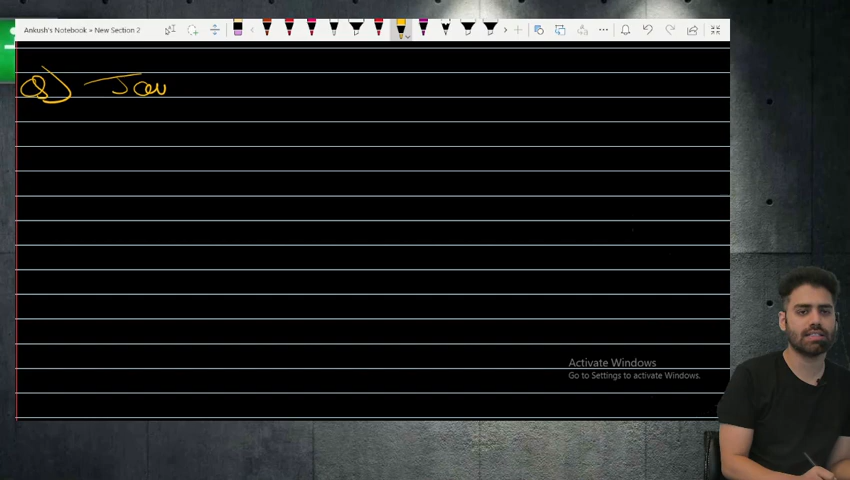 Ankush's Notebook » New Section 2
Q) Jav
Activate Windows
Go to Settings to activate Windows.